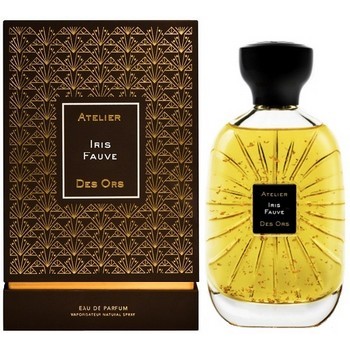 ATELIER
IRIS
FAUVE
DES ORS
EAU DE PARFUM
VAPORISATEUR NATURAL SPRAY
ATELIER
IRIS
FAUVE
DES ORS